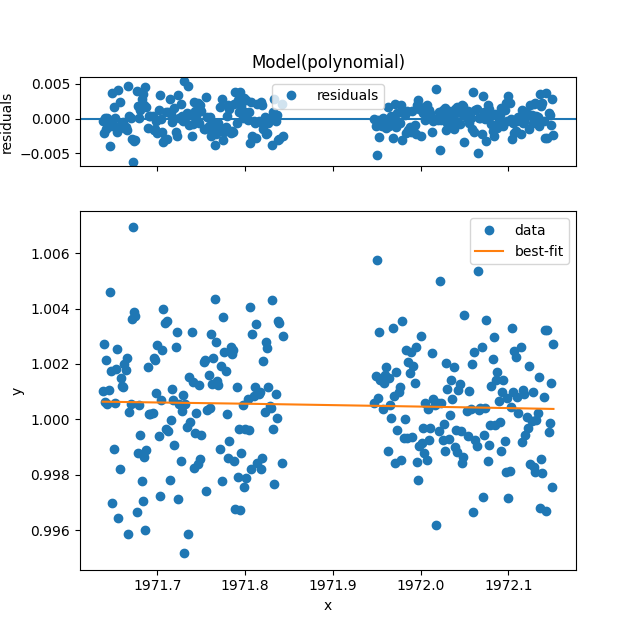 Model(polynomial)
0.005
0.000
−0.005
residuals
residuals
1.006
1.004
1.002
1.000
0.998
0.996
y
data
best-fit
1971.7
1971.8
1971.9
1972.0
1972.1
x